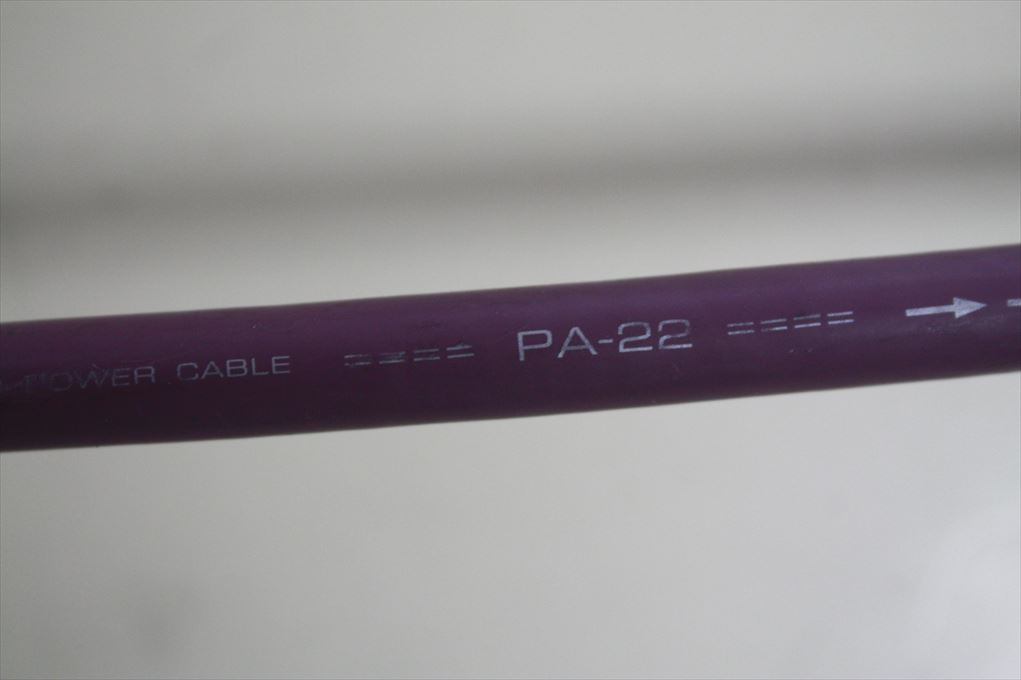 POWER CABLE ==== PA-22 ==== →